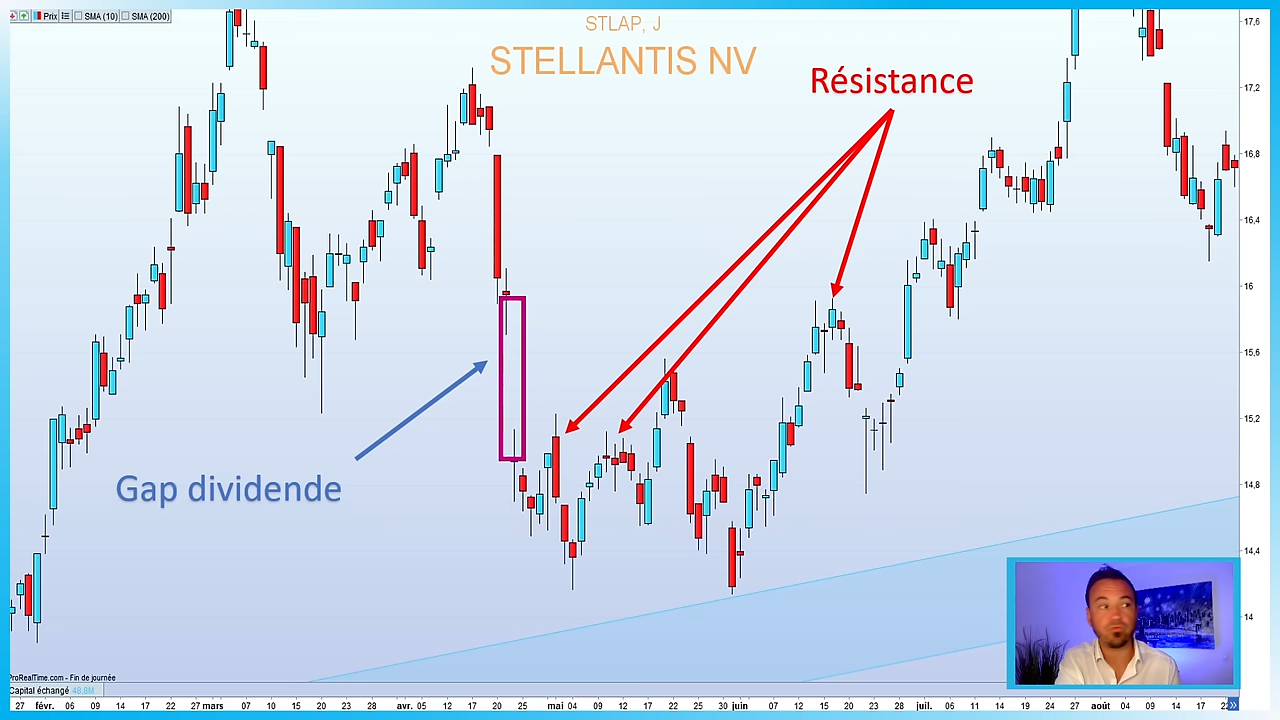 Prix SMA (10) SMA (200)
STLAP, J
STELLANTIS NV
Résistance
Gap dividende
17,6
17,2
16,8
16,4
16
15,6
15,2
14,8
14,4
14
ProRealTime.com - Fin de journée
Capital échangé 48,8M
27 févr. 06 09 14 17 22 27 mars 07 10 15 20 23 28 avr. 05 12 17 20 25 mai 04 09 12 17 22 25 30 juin 07 12 15 20 23 28 juil. 06 11 14 19 24 27 août 04 09 14 17 22